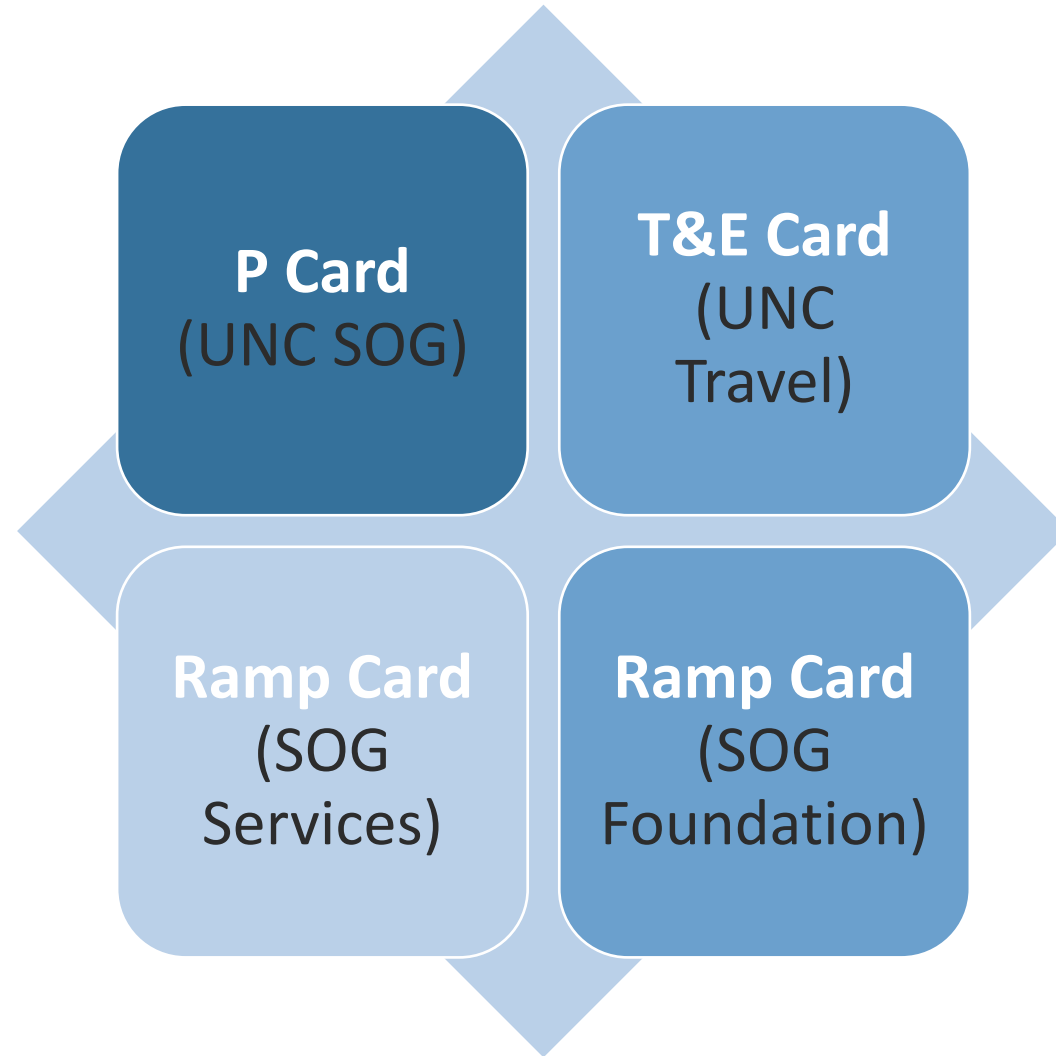 P Card
(UNC SOG)
T&E Card
(UNC
Travel)
Ramp Card
(SOG
Services)
Ramp Card
(SOG
Foundation)